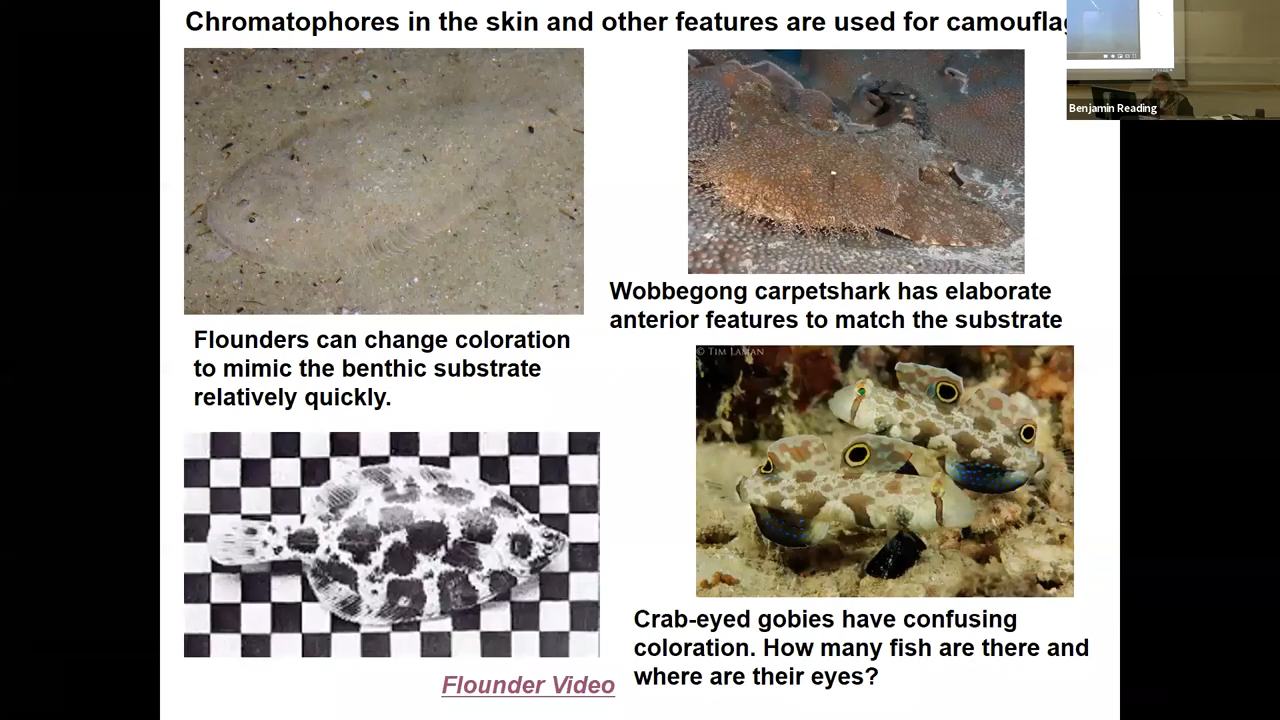 Chromatophores in the skin and other features are used for
Benjamin Reading
Flounders can change coloration
to mimic the benthic substrate
relatively quickly.
Wobbegong carpetshark has elaborate
anterior features to match the substrate
© TIM LAMAN
Crab-eyed gobies have confusing
coloration. How many fish are there and
where are their eyes?
Flounder Video